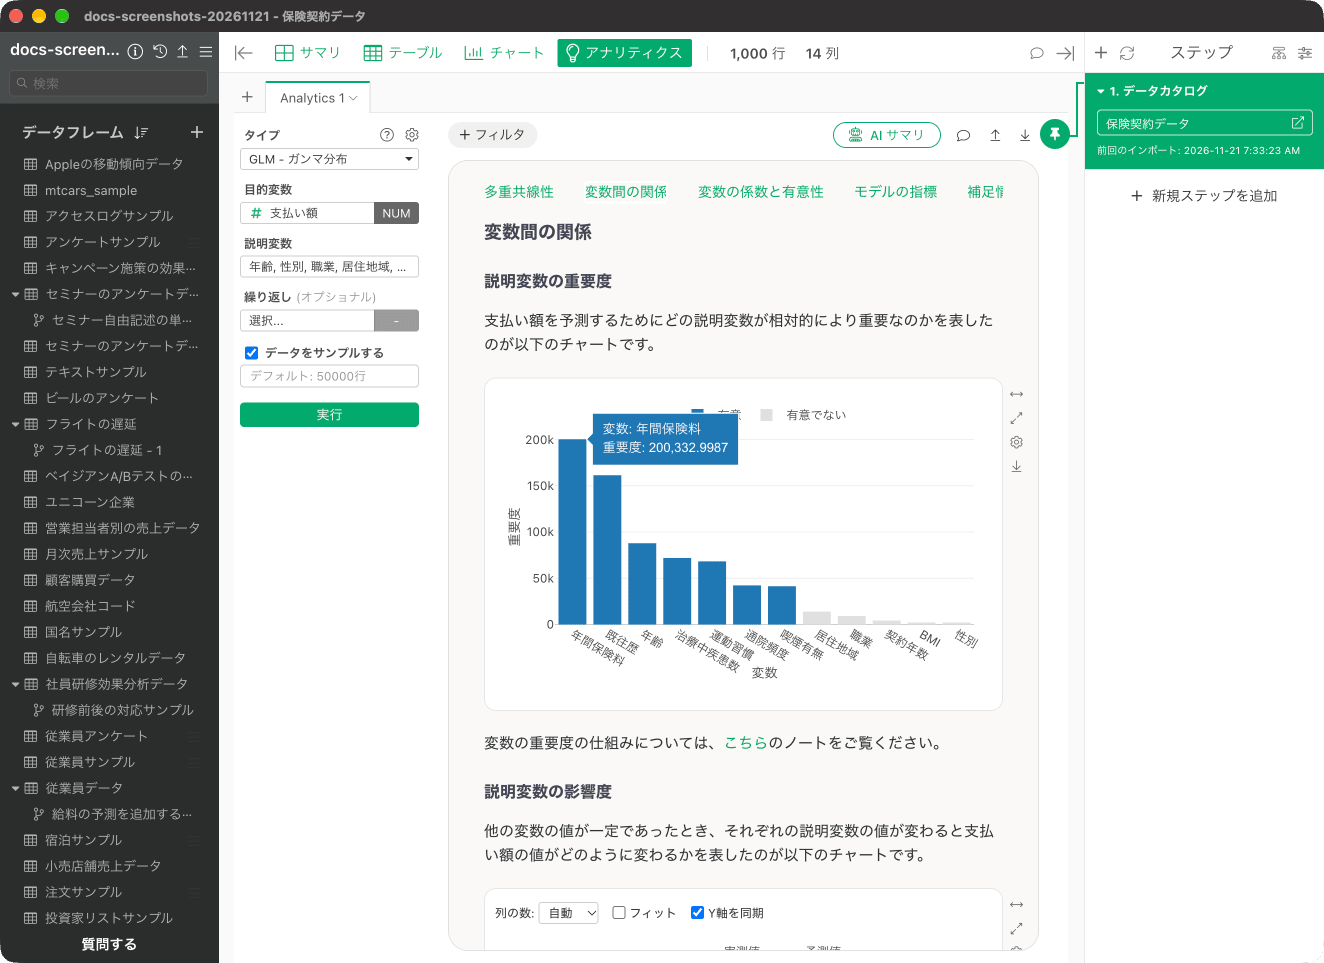 docs-screenshots-20261121 - 保険契約データ
docs-screen...
検索
データフレーム
Appleの移動傾向データ
mtcars_sample
アクセスログサンプル
アンケートサンプル
キャンペーン施策の効果...
セミナーのアンケートデ...
セミナー自由記述の単...
セミナーのアンケートデ...
テキストサンプル
ビールのアンケート
フライトの遅延
フライトの遅延 - 1
ベイジアンA/Bテストの...
ユニコーン企業
営業担当者別の売上データ
月次売上サンプル
顧客購買データ
航空会社コード
国名サンプル
自転車のレンタルデータ
社員研修効果分析データ
研修前後の対応サンプル
従業員アンケート
従業員サンプル
従業員データ
給料の予測を追加する...
宿泊サンプル
小売店舗売上データ
注文サンプル
投資家リストサンプル
質問する
サマリ
テーブル
チャート
アナリティクス
1,000 行
14 列
Analytics 1
タイプ
GLM - ガンマ分布
目的変数
# 支払い額
NUM
説明変数
年齢, 性別, 職業, 居住地域, ...
繰り返し (オプショナル)
選択...
-
データをサンプルする
デフォルト: 50000行
実行
+ フィルタ
AI サマリ
多重共線性
変数間の関係
変数の係数と有意性
モデルの指標
変数間の関係
説明変数の重要度
支払い額を予測するためにどの説明変数が相対的により重要なのかを表した
のが以下のチャートです。
有意
有意でない
変数: 年間保険料
重要度: 200,332.9987
200k
150k
100k
50k
0
重要度
年間保険料
既往歴
年齢
治療中疾患数
運動習慣
通院頻度
喫煙有無
居住地域
職業
契約年数
BMI
性別
変数
変数の重要度の仕組みについては、こちらのノートをご覧ください。
説明変数の影響度
他の変数の値が一定であったとき、それぞれの説明変数の値が変わると支払
い額の値がどのように変わるかを表したのが以下のチャートです。
列の数:
自動
フィット
Y軸を同期
ステップ
1. データカタログ
保険契約データ
前回のインポート: 2026-11-21 7:33:23 AM
+ 新規ステップを追加